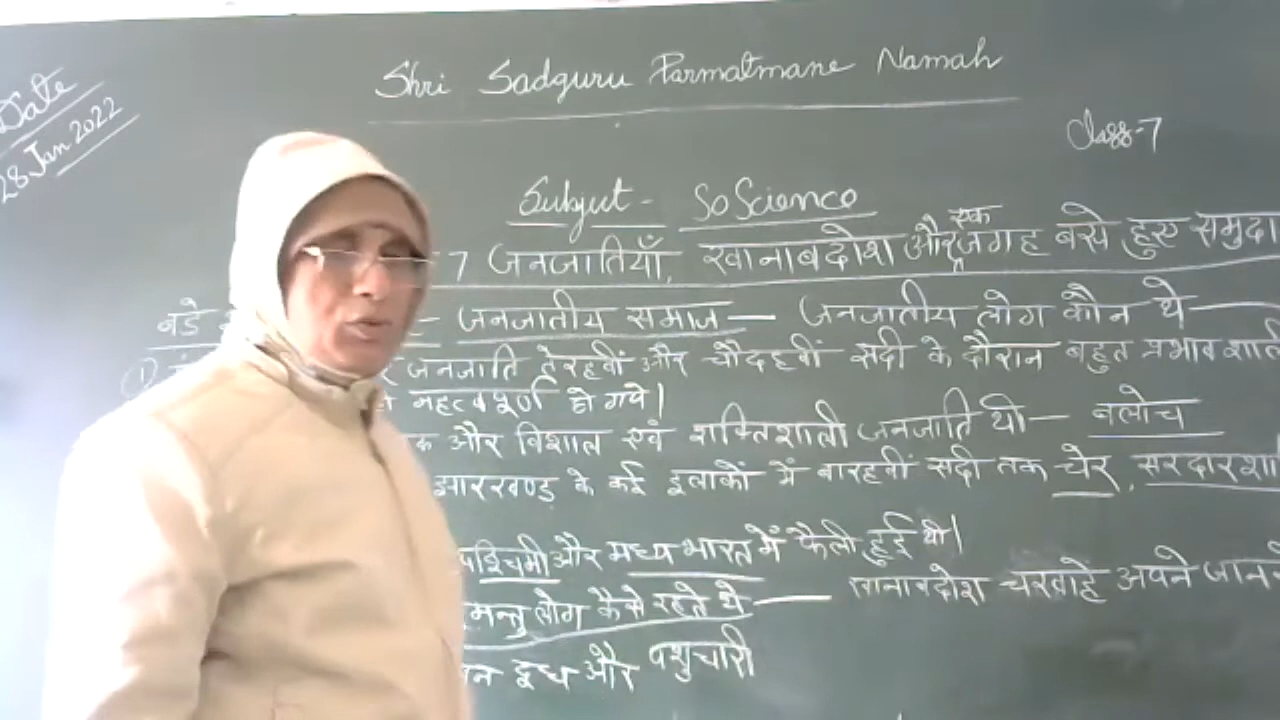 Shri Sadguru Parmatmane Namah
Date
28 Jan 2022
Class-7
Subject - So Science
7 जनजातियाँ, खानाबदोश और एक जगह बसे हुए समुदा
बडे — जनजातीय समाज — जनजातीय लोग कौन थे —
① जनजाति तेरहवीं और चौदहवीं सदी के दौरान बहुत प्रभावशाली
महत्वपूर्ण हो गये।
और विशाल एवं शक्तिशाली जनजाति थी — बलोच
झारखण्ड के कई इलाकों में बारहवीं सदी तक चेर, सरदारशा
पश्चिमी और मध्य भारत में फैली हुई थी।
मन्तु लोग कैसे रहते थे — खानाबदोश चरवाहे अपने जान
दूध और पशुचारी